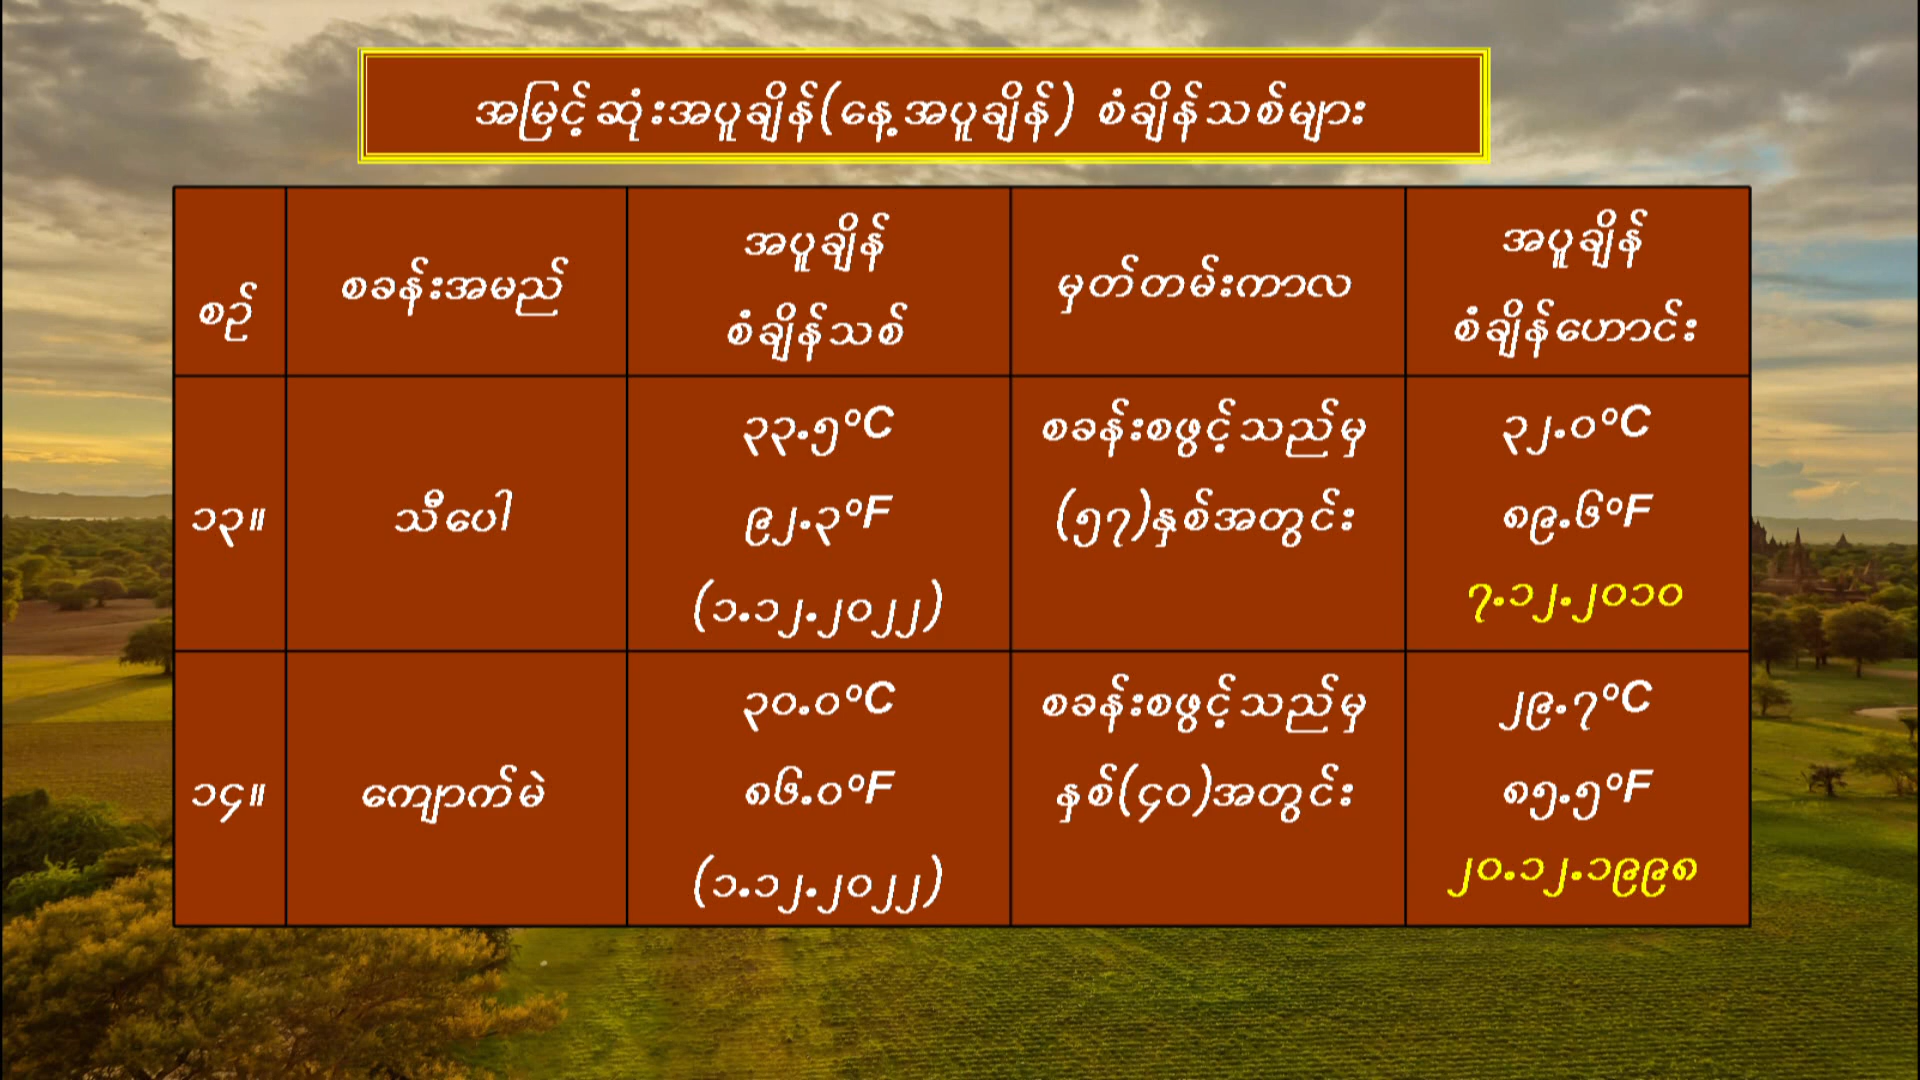 အမြင့်ဆုံးအပူချိန်(နေ့အပူချိန်) စံချိန်သစ်များ
စဉ်
စခန်းအမည်
အပူချိန်
စံချိန်သစ်
မှတ်တမ်းကာလ
အပူချိန်
စံချိန်ဟောင်း
၁၃။
သီပေါ
၃၃.၅°C
၉၂.၃°F
(၁.၁၂.၂၀၂၂)
စခန်းစဖွင့်သည်မှ
(၅၇)နှစ်အတွင်း
၃၂.၀°C
၈၉.၆°F
၇.၁၂.၂၀၁၀
၁၄။
ကျောက်မဲ
၃၀.၀°C
၈၆.၀°F
(၁.၁၂.၂၀၂၂)
စခန်းစဖွင့်သည်မှ
နှစ်(၄၀)အတွင်း
၂၉.၇°C
၈၅.၅°F
၂၀.၁၂.၁၉၉၈